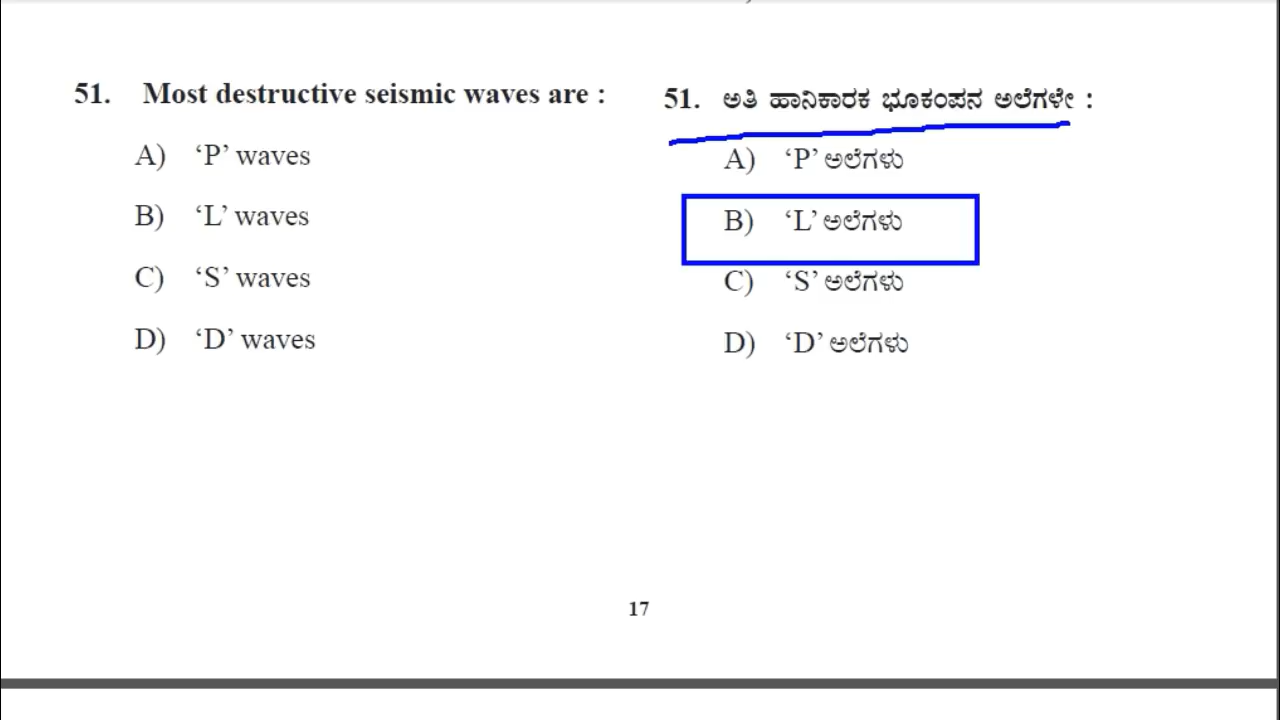 51. Most destructive seismic waves are :
A) ‘P’ waves
B) ‘L’ waves
C) ‘S’ waves
D) ‘D’ waves
51. ಅತಿ ಹಾನಿಕಾರಕ ಭೂಕಂಪನ ಅಲೆಗಳೇ :
A) ‘P’ ಅಲೆಗಳು
B) ‘L’ ಅಲೆಗಳು
C) ‘S’ ಅಲೆಗಳು
D) ‘D’ ಅಲೆಗಳು
17